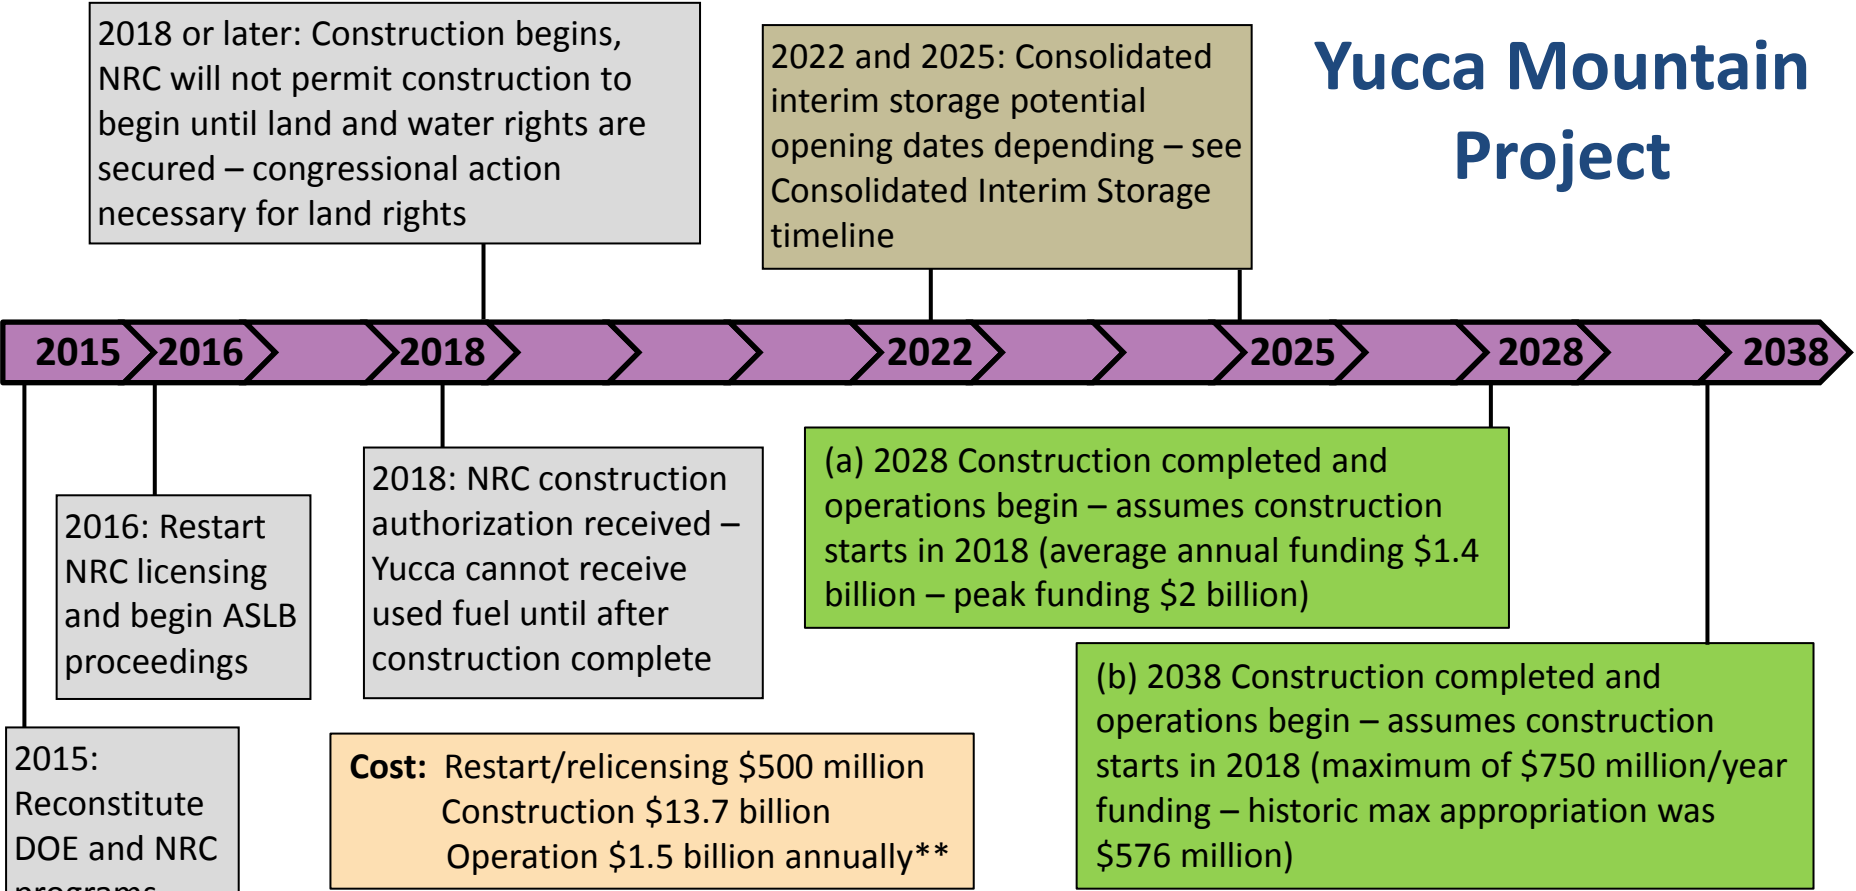 Yucca Mountain
Project
2018 or later: Construction begins,
NRC will not permit construction to
begin until land and water rights are
secured – congressional action
necessary for land rights
2022 and 2025: Consolidated
interim storage potential
opening dates depending – see
Consolidated Interim Storage
timeline
2015 2016 2018 2022 2025 2028 2038
2016: Restart
NRC licensing
and begin ASLB
proceedings
2018: NRC construction
authorization received –
Yucca cannot receive
used fuel until after
construction complete
(a) 2028 Construction completed and
operations begin – assumes construction
starts in 2018 (average annual funding $1.4
billion – peak funding $2 billion)
(b) 2038 Construction completed and
operations begin – assumes construction
starts in 2018 (maximum of $750 million/year
funding – historic max appropriation was
$576 million)
2015:
Reconstitute
DOE and NRC
programs
Cost: Restart/relicensing $500 million
Construction $13.7 billion
Operation $1.5 billion annually**